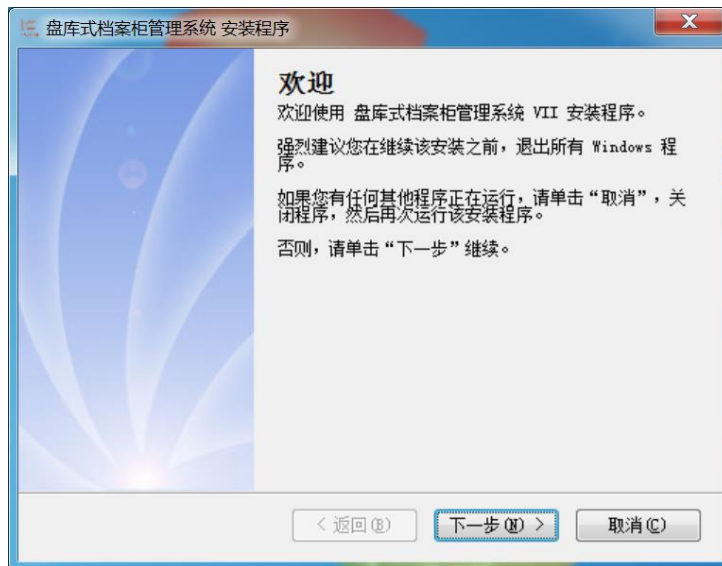 盘库式档案柜管理系统 安装程序
欢迎
欢迎使用 盘库式档案柜管理系统 VII 安装程序。
强烈建议您在继续该安装之前，退出所有 Windows 程
序。
如果您有任何其他程序正在运行，请单击“取消”，关
闭程序，然后再次运行该安装程序。
否则，请单击“下一步”继续。
< 返回(B)
下一步(N) >
取消(C)